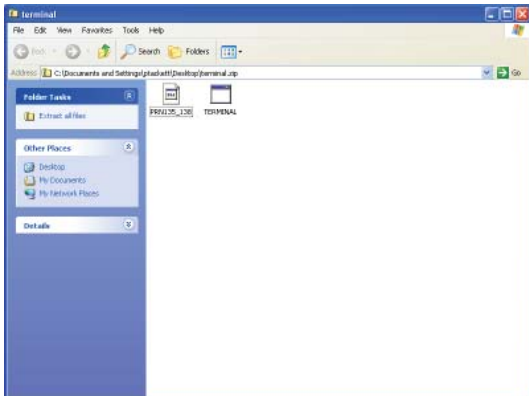 terminal
File Edit View Favorites Tools Help
Back Search Folders
Address C:\Documents and Settings\ptackett\Desktop\terminal.zip Go
Folder Tasks
Extract all files
PRN135_138 TERMINAL
Other Places
Desktop
My Documents
My Network Places
Details